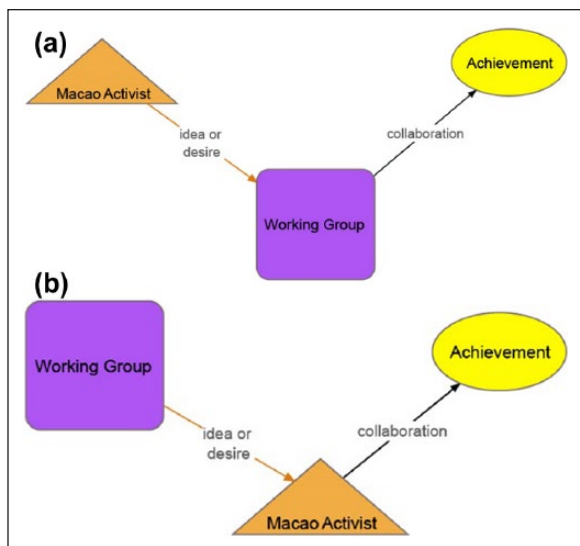 (a)
Macao Activist
Achievement
idea or
desire
collaboration
Working Group
(b)
Working Group
Achievement
idea or
desire
collaboration
Macao Activist